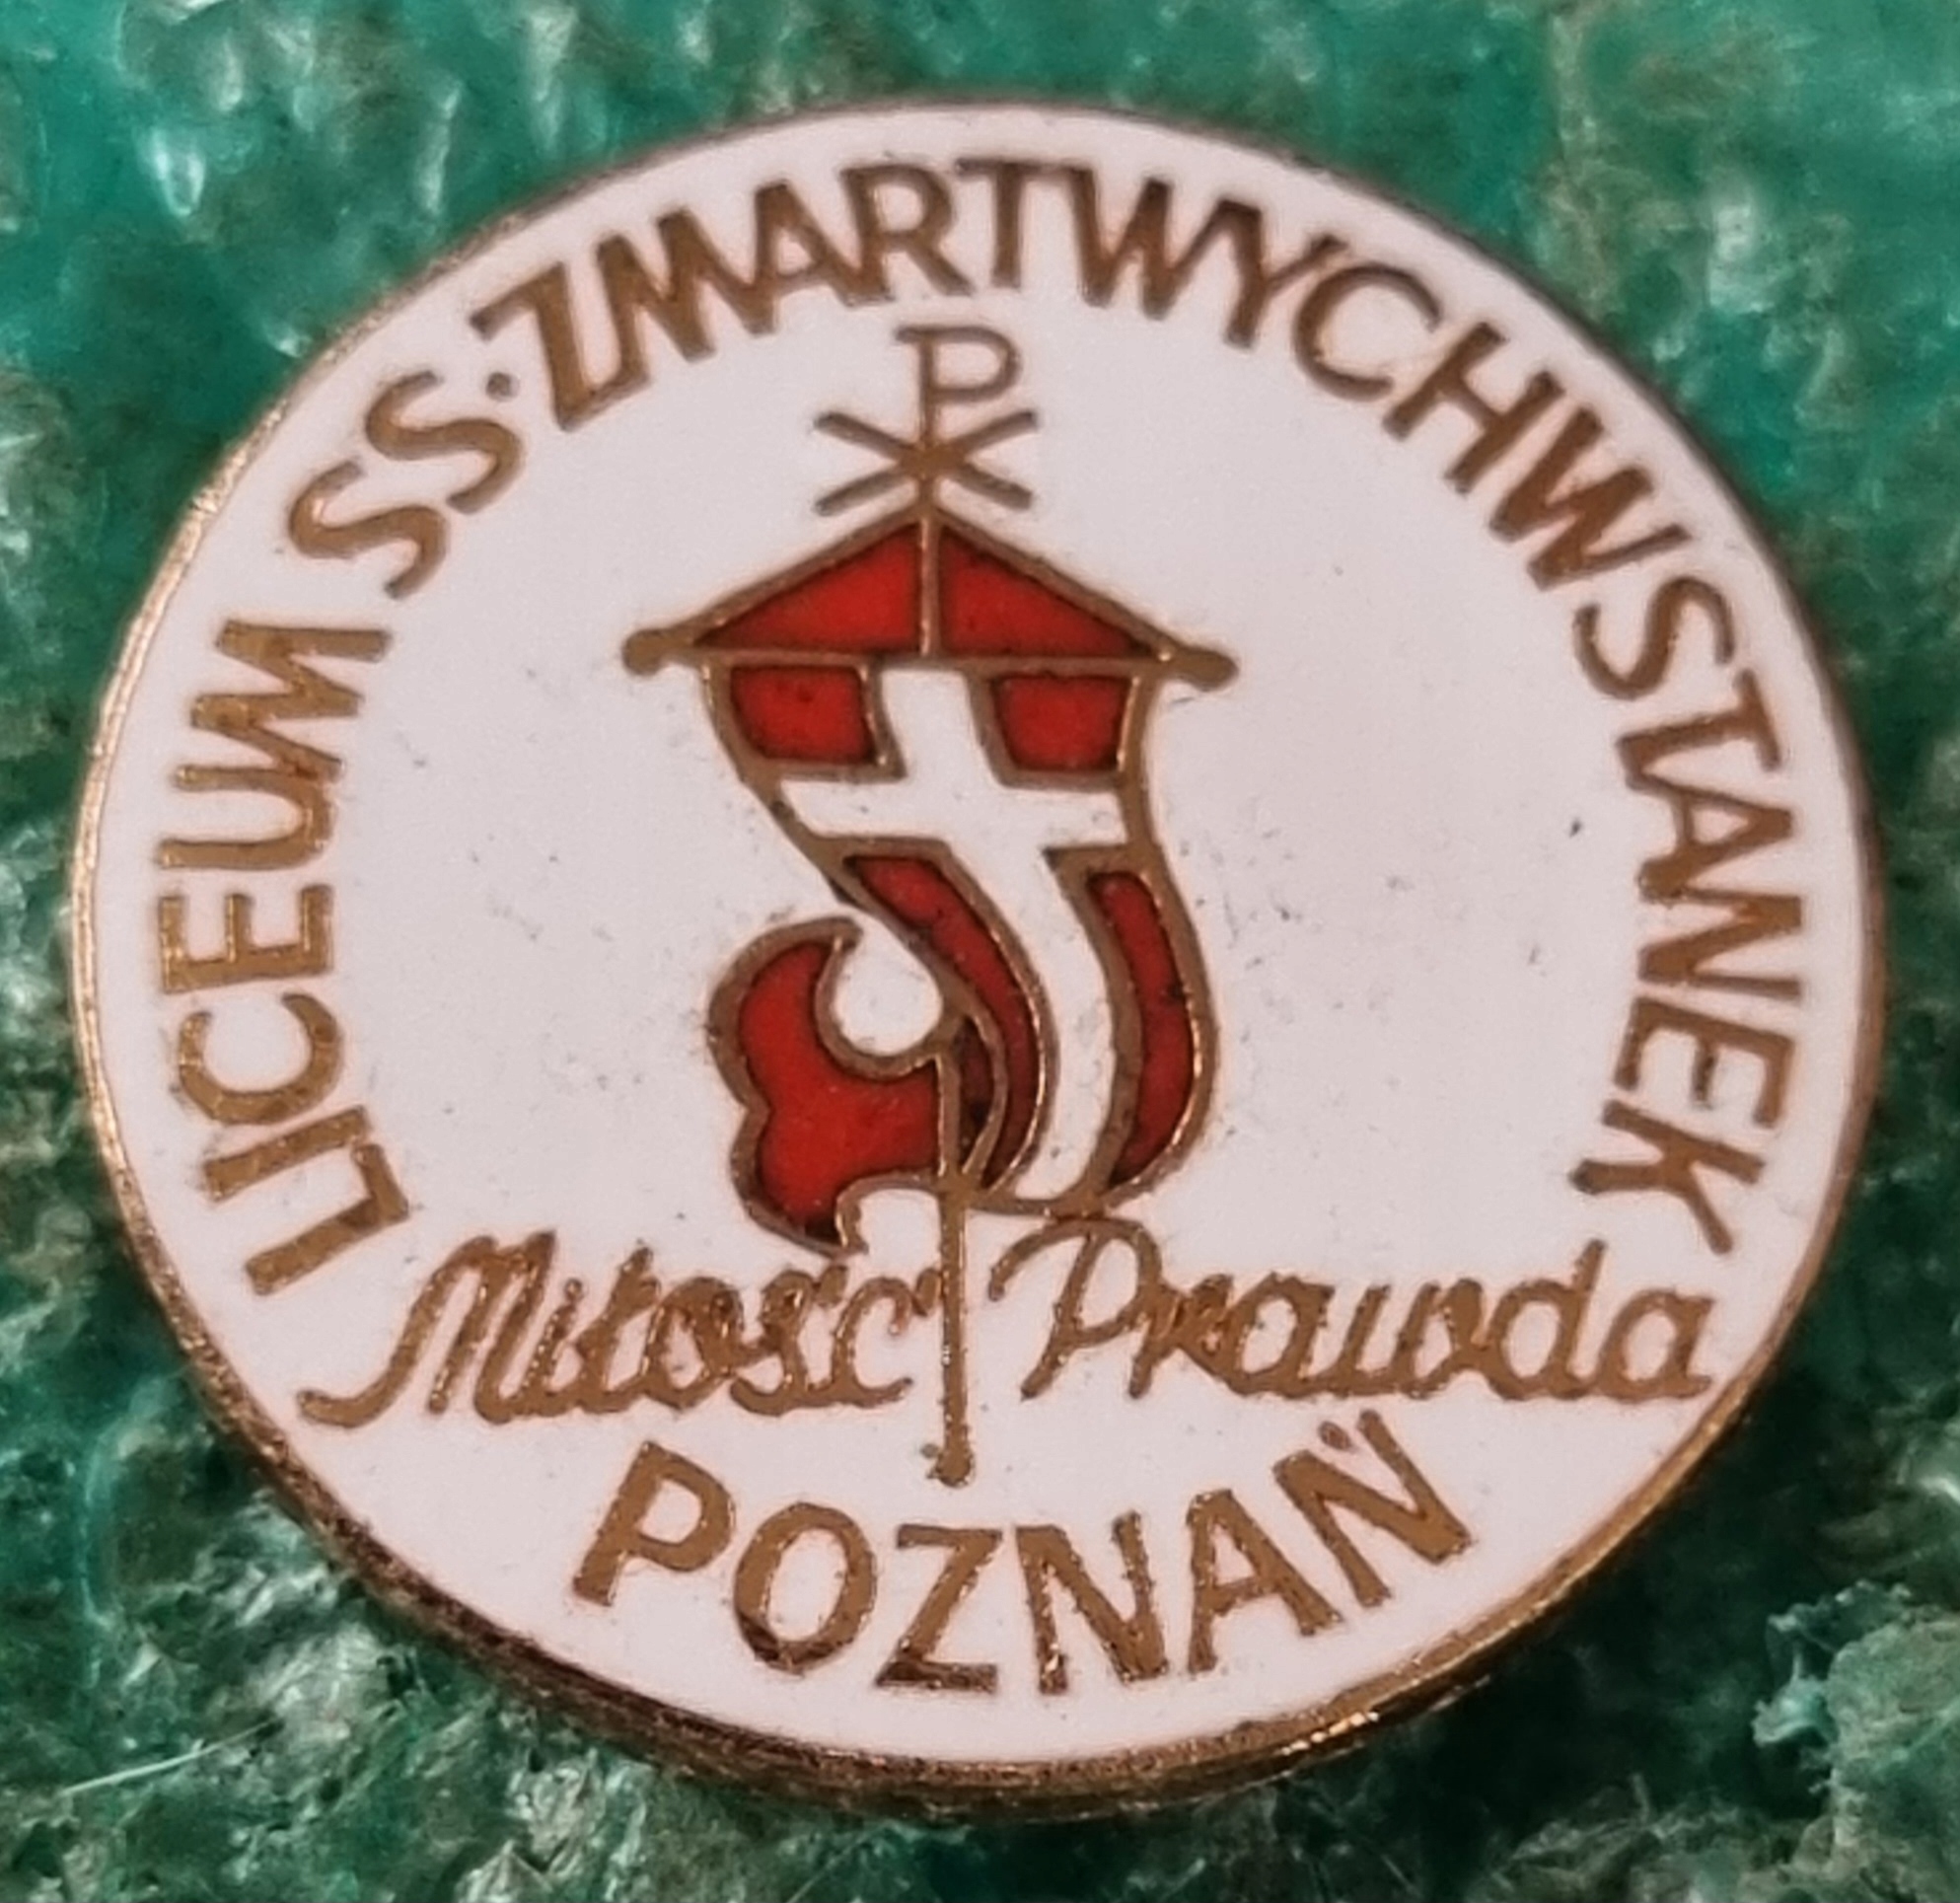 LICEUM SS. ZMARTWYCHWSTANEK
Miłość Prawda
POZNAŃ